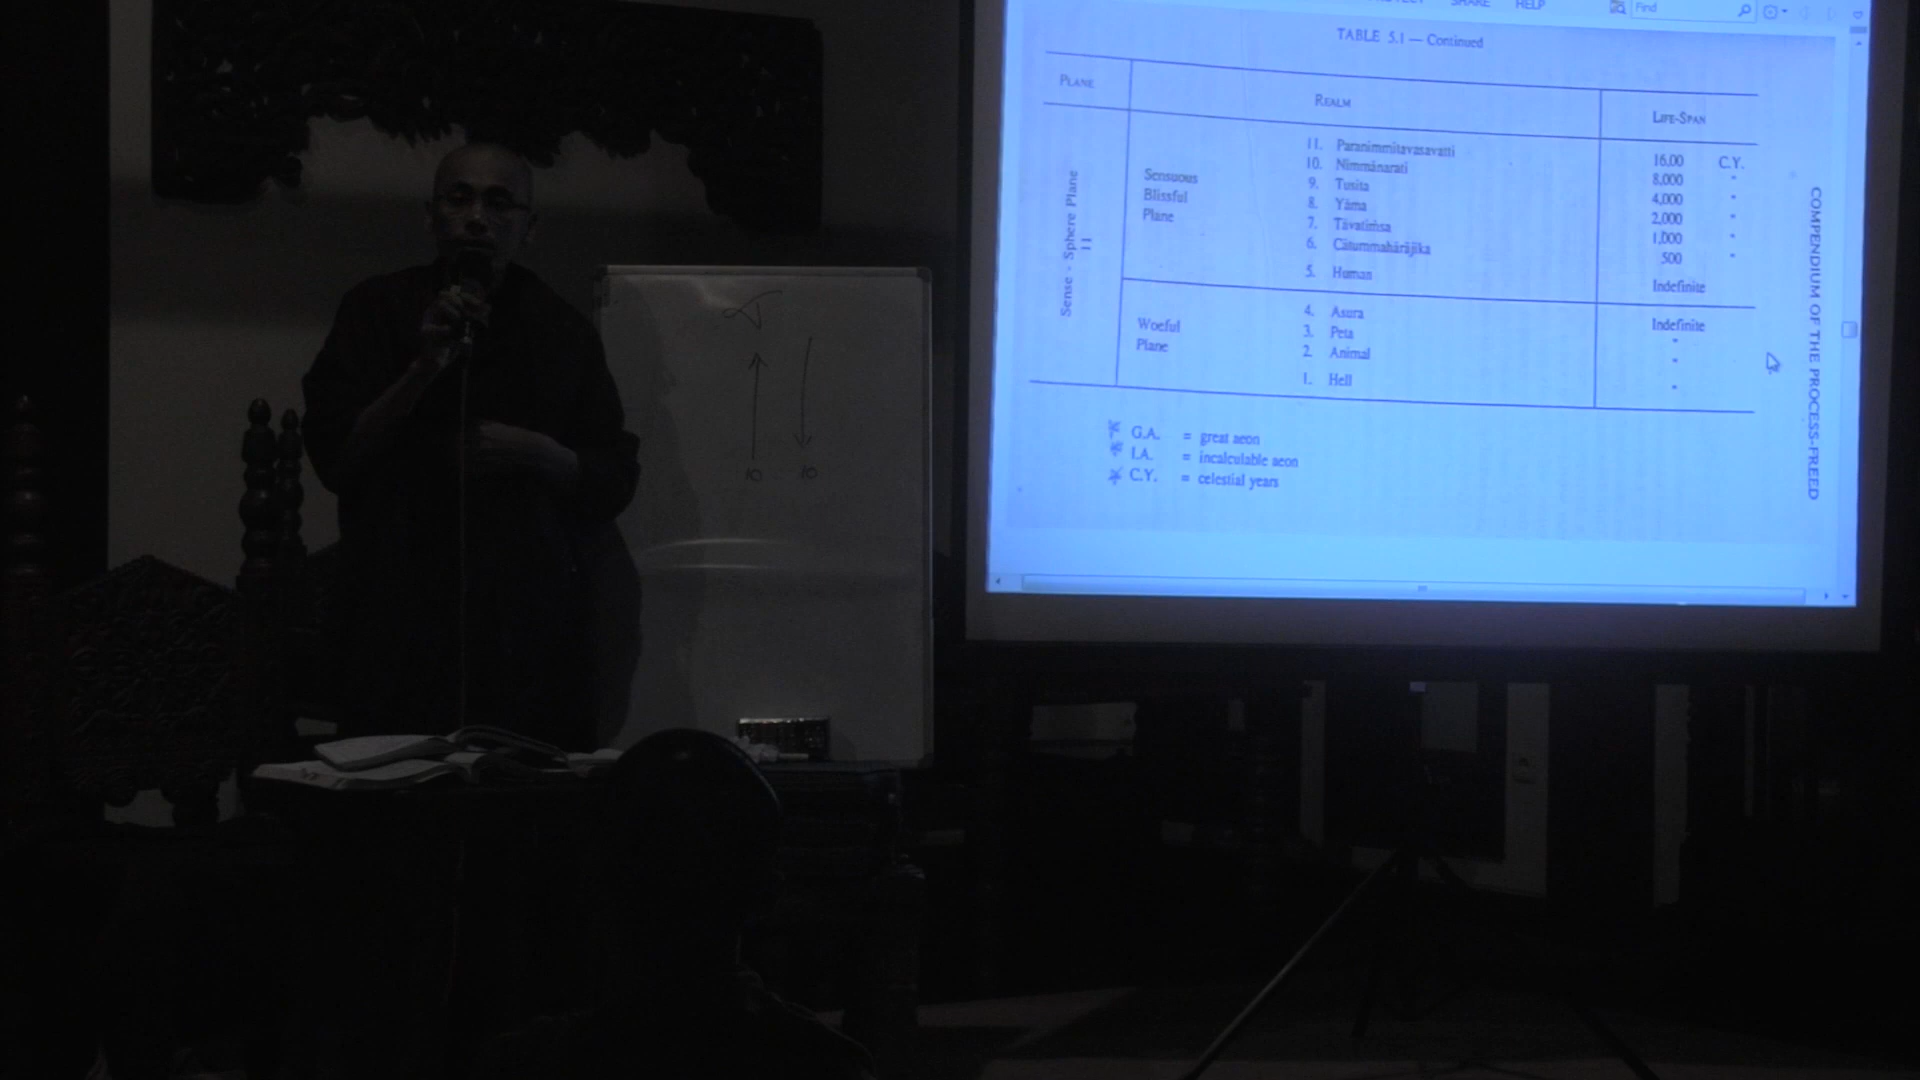 SHARE HELP Find
TABLE 5.1 — Continued
PLANE REALM LIFE-SPAN
Sense - Sphere Plane
11
Sensuous
Blissful
Plane
11. Paranimmitavasavatti 16,00 C.Y.
10. Nimmānarati 8,000 "
9. Tusita 4,000 "
8. Yāma 2,000 "
7. Tāvatiṁsa 1,000 "
6. Cātummahārājika 500 "
5. Human Indefinite
Woeful
Plane
4. Asura Indefinite
3. Peta "
2. Animal "
1. Hell "
* G.A. = great aeon
* I.A. = incalculable aeon
* C.Y. = celestial years
COMPENDIUM OF THE PROCESS-FREED
10 10